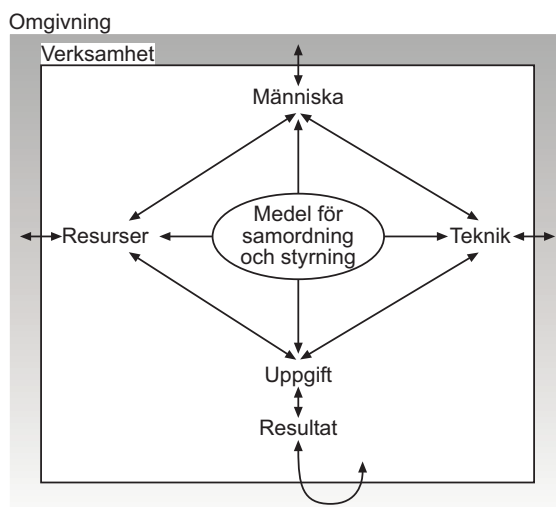 Omgivning
Verksamhet
Människa
Medel för
samordning
och styrning
Resurser
Teknik
Uppgift
Resultat